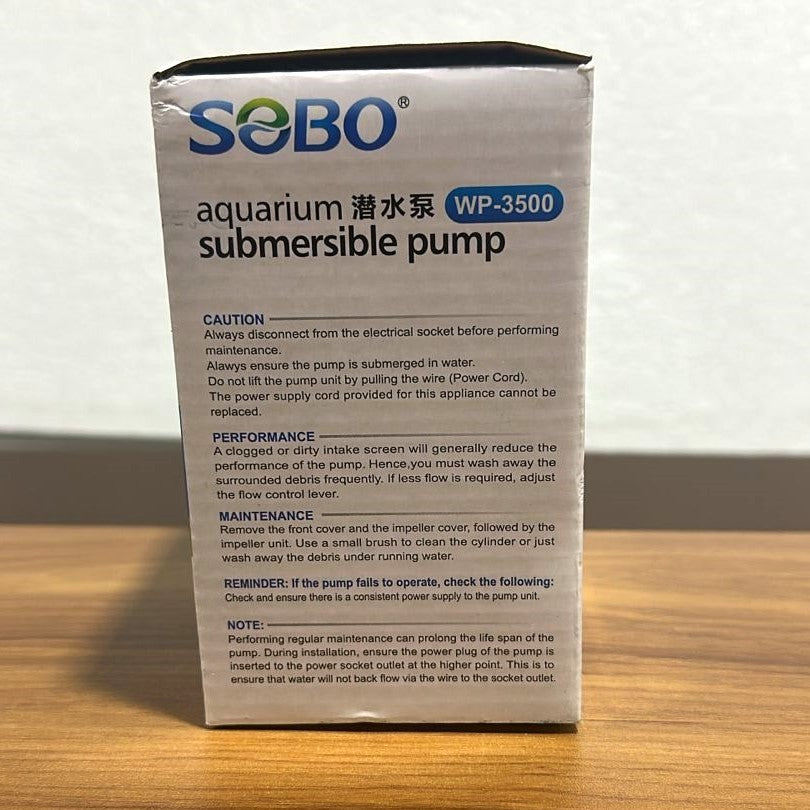 SOBO®
aquarium 潜水泵 WP-3500
submersible pump
CAUTION
Always disconnect from the electrical socket before performing
maintenance.
Alawys ensure the pump is submerged in water.
Do not lift the pump unit by pulling the wire (Power Cord).
The power supply cord provided for this appliance cannot be
replaced.
PERFORMANCE
A clogged or dirty intake screen will generally reduce the
performance of the pump. Hence,you must wash away the
surrounded debris frequently. If less flow is required, adjust
the flow control lever.
MAINTENANCE
Remove the front cover and the impeller cover, followed by the
impeller unit. Use a small brush to clean the cylinder or just
wash away the debris under running water.
REMINDER: If the pump fails to operate, check the following:
Check and ensure there is a consistent power supply to the pump unit.
NOTE:
Performing regular maintenance can prolong the life span of the
pump. During installation, ensure the power plug of the pump is
inserted to the power socket outlet at the higher point. This is to
ensure that water will not back flow via the wire to the socket outlet.